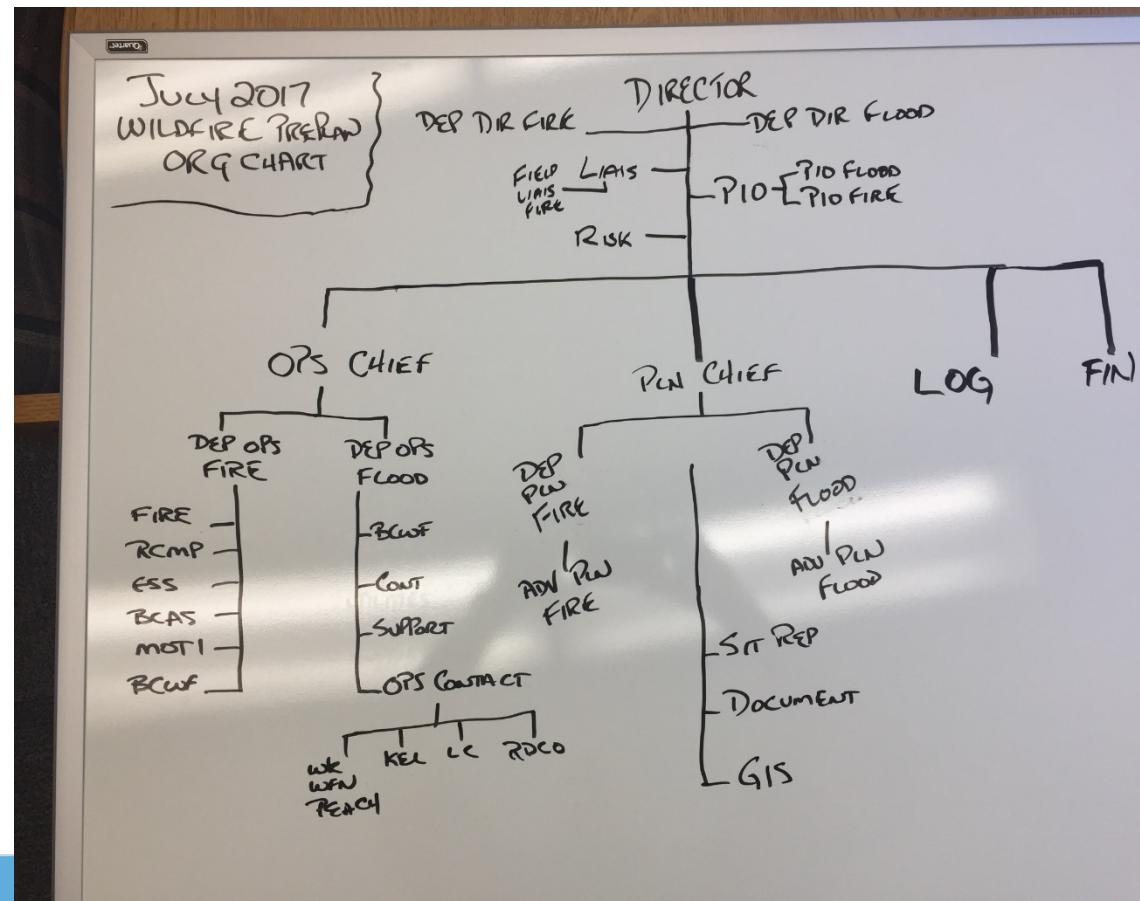 Quartet
JULY 2017
WILDFIRE PREPLAN
ORG CHART
DIRECTOR
DEP DIR FIRE
DEP DIR FLOOD
FIELD
LIAIS
FIRE
LIAIS
PIO
PIO FLOOD
PIO FIRE
RISK
OPS CHIEF
PLN CHIEF
LOG
FIN
DEP OPS
FIRE
DEP OPS
FLOOD
DEP
PLN
FIRE
DEP
PLN
FLOOD
FIRE
RCMP
ESS
BCAS
MOTI
BCWF
BCWF
CONT
SUPPORT
OPS CONTACT
WK
WFN
PEACH
KEL
LC
RDCO
ADV PLN
FIRE
ADV PLN
FLOOD
SIT REP
DOCUMENT
GIS